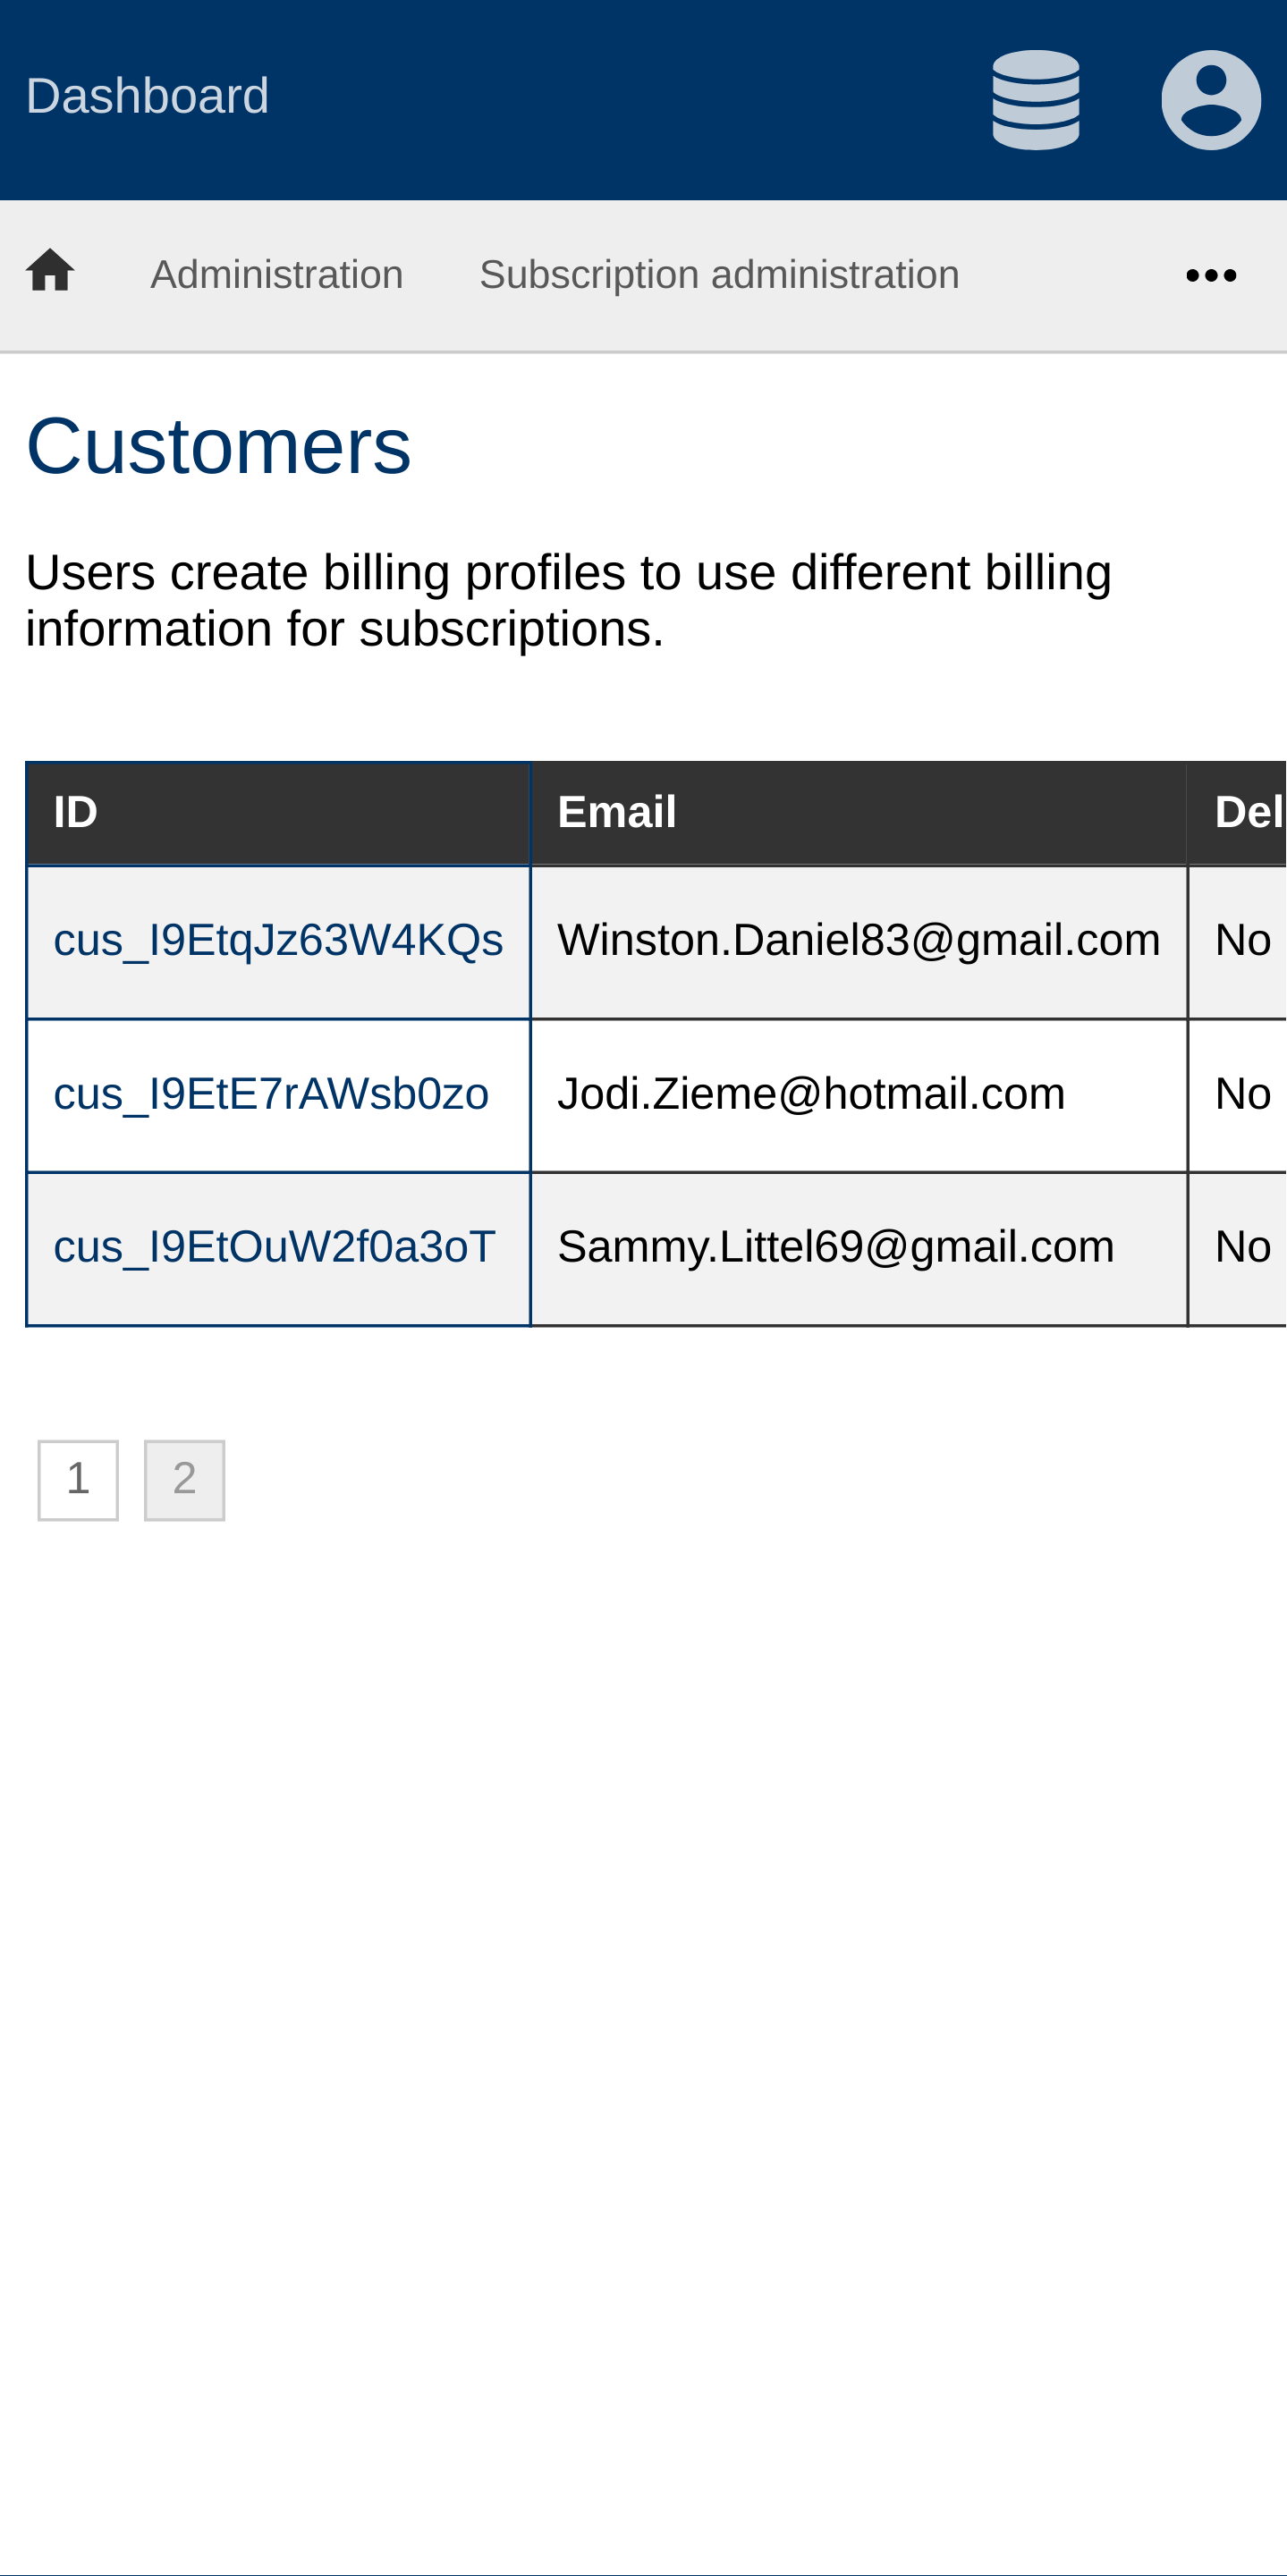 Dashboard
Administration Subscription administration
Customers
Users create billing profiles to use different billing
information for subscriptions.
ID Email Del
cus_I9EtqJz63W4KQs Winston.Daniel83@gmail.com No
cus_I9EtE7rAWsb0zo Jodi.Zieme@hotmail.com No
cus_I9EtOuW2f0a3oT Sammy.Littel69@gmail.com No
1 2